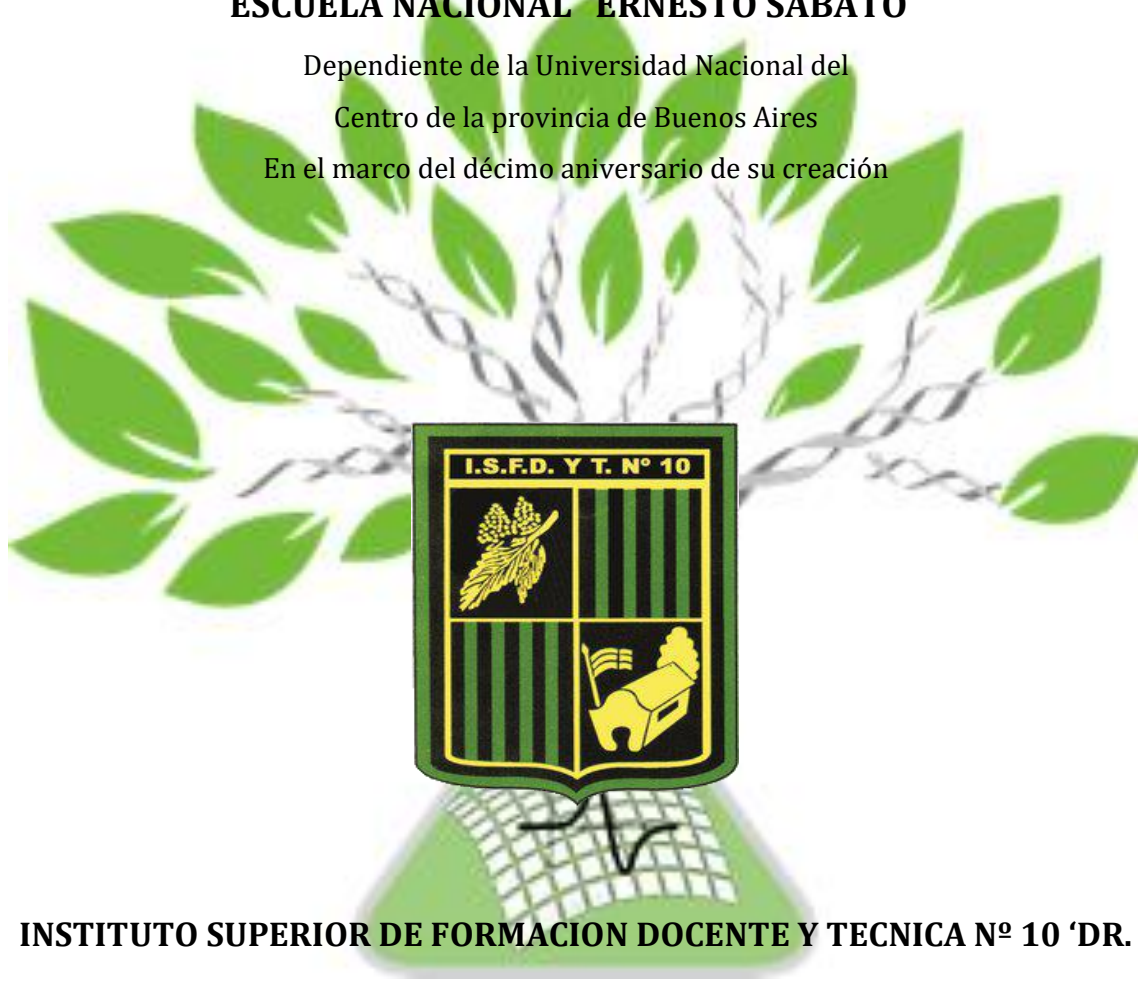 ESCUELA NACIONAL "ERNESTO SABATO"
Dependiente de la Universidad Nacional del
Centro de la provincia de Buenos Aires
En el marco del décimo aniversario de su creación
I.S.F.D. Y T. Nº 10
INSTITUTO SUPERIOR DE FORMACION DOCENTE Y TECNICA Nº 10 ‘DR.